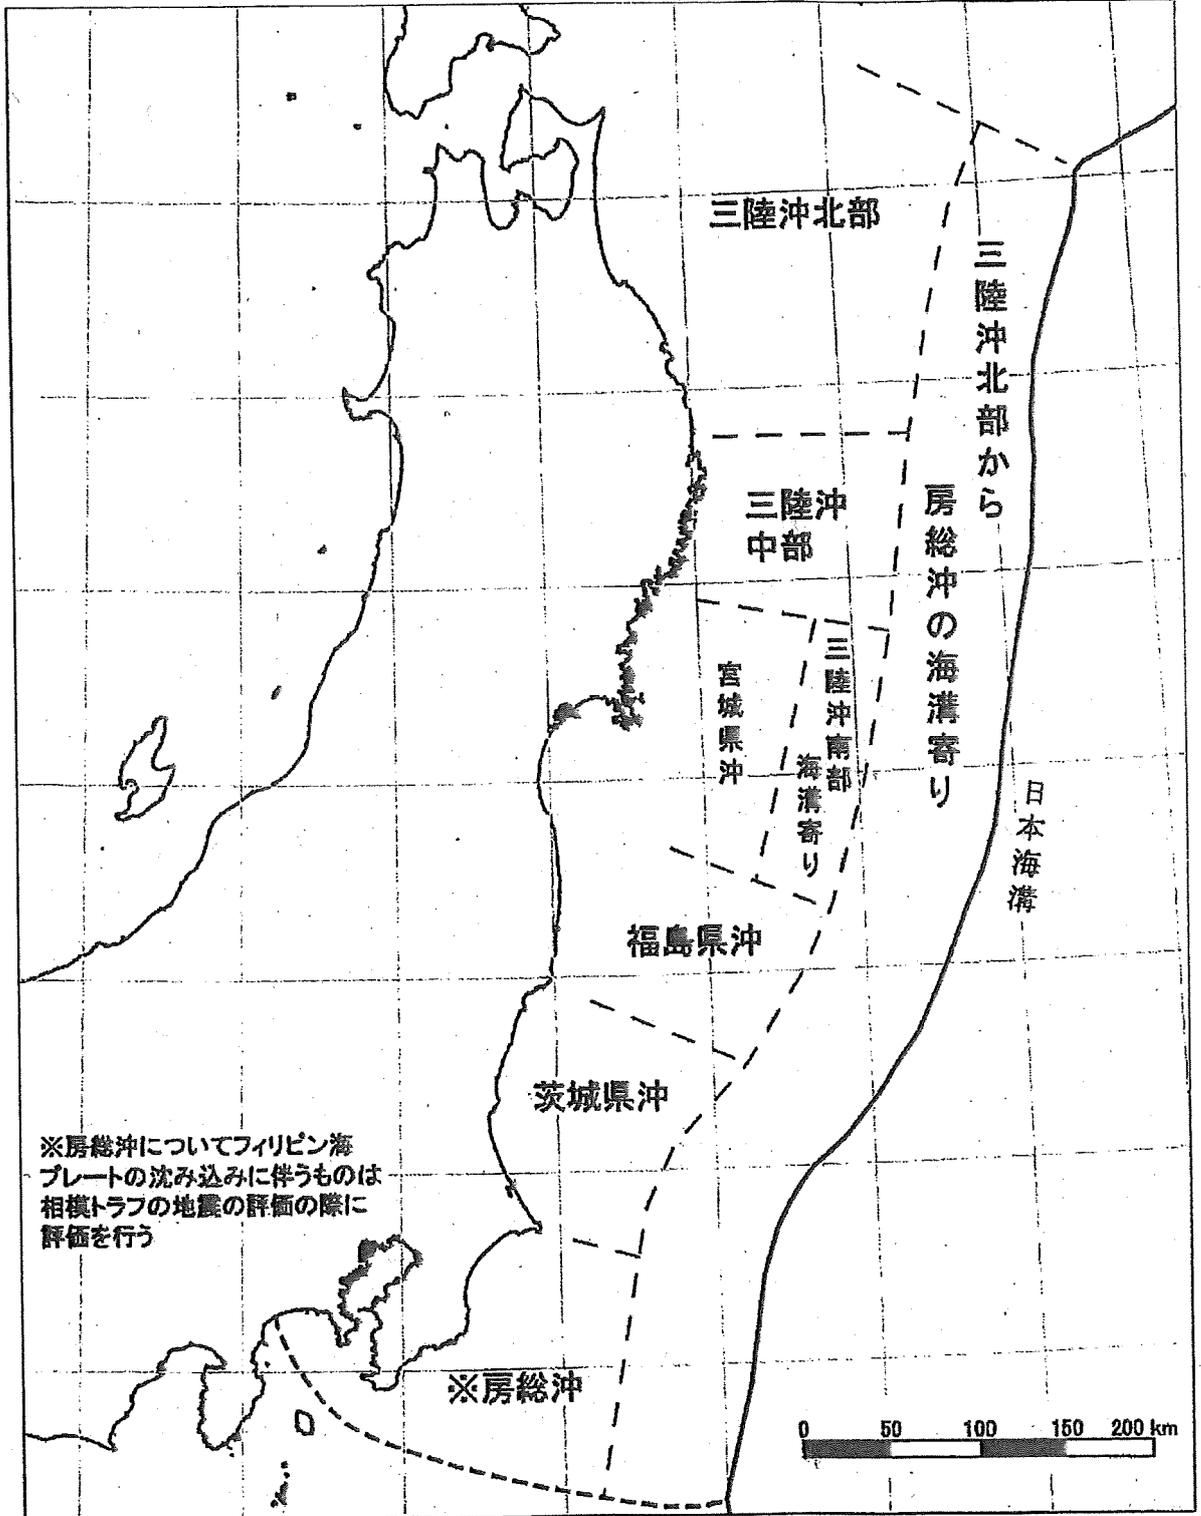 三陸沖北部
三陸沖北部から
房総沖の海溝寄り
三陸沖
中部
宮城県沖
三陸沖南部
海溝寄り
日本海溝
福島県沖
茨城県沖
※房総沖についてフィリピン海
プレートの沈み込みに伴うものは
相模トラフの地震の評価の際に
評価を行う
※房総沖
0 50 100 150 200 km